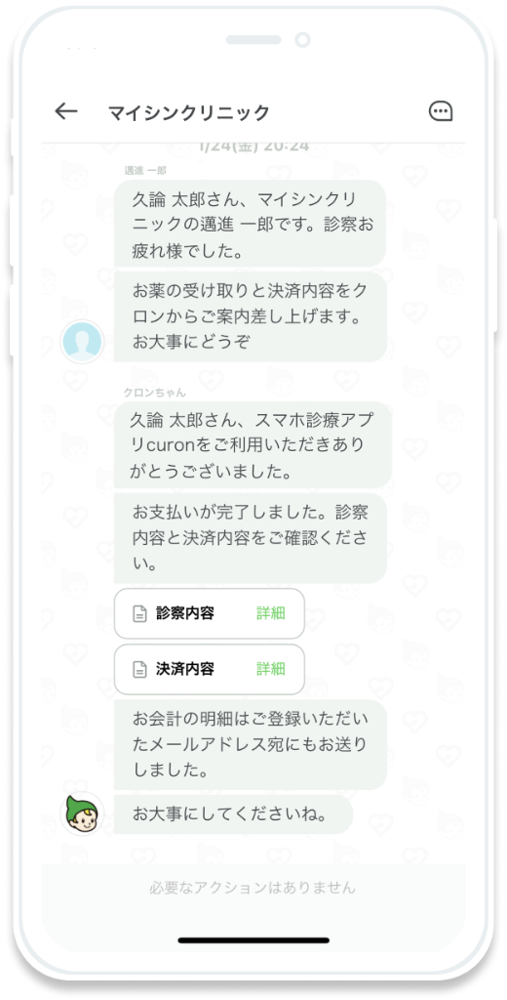 マイシンクリニック
1/24(金) 20:24
邁進 一郎
久論 太郎さん、マイシンクリ
ニックの邁進 一郎です。診察お
疲れ様でした。
お薬の受け取りと決済内容をク
ロンからご案内差し上げます。
お大事にどうぞ
クロンちゃん
久論 太郎さん、スマホ診療アプ
リcuronをご利用いただきあり
がとうございました。
お支払いが完了しました。診察
内容と決済内容をご確認くださ
い。
診察内容 詳細
決済内容 詳細
お会計の明細はご登録いただい
たメールアドレス宛にもお送り
しました。
お大事にしてくださいね。
必要なアクションはありません